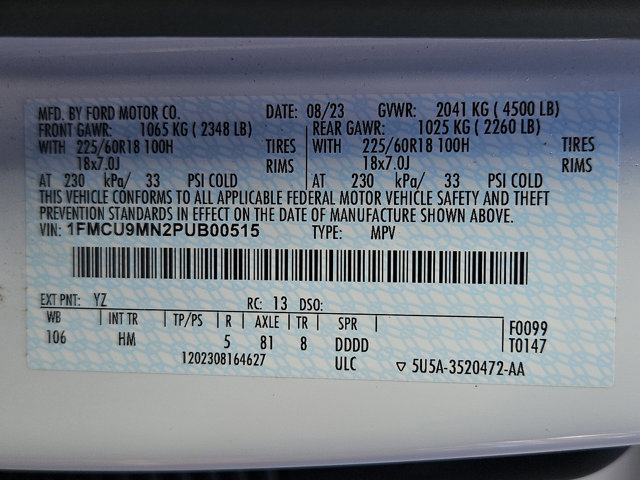 MFD. BY FORD MOTOR CO. DATE: 08/23 GVWR: 2041 KG ( 4500 LB)
FRONT GAWR: 1065 KG ( 2348 LB) REAR GAWR: 1025 KG ( 2260 LB)
WITH 225/60R18 100H TIRES WITH 225/60R18 100H TIRES
18x7.0J RIMS 18x7.0J RIMS
AT 230 kPa/ 33 PSI COLD AT 230 kPa/ 33 PSI COLD
THIS VEHICLE CONFORMS TO ALL APPLICABLE FEDERAL MOTOR VEHICLE SAFETY AND THEFT
PREVENTION STANDARDS IN EFFECT ON THE DATE OF MANUFACTURE SHOWN ABOVE.
VIN: 1FMCU9MN2PUB00515 TYPE: MPV
EXT PNT: YZ RC: 13 DSO:
WB INT TR TP/PS R AXLE TR SPR F0099
106 HM 5 81 8 DDDD T0147
1202308164627 ULC ▽ 5U5A-3520472-AA